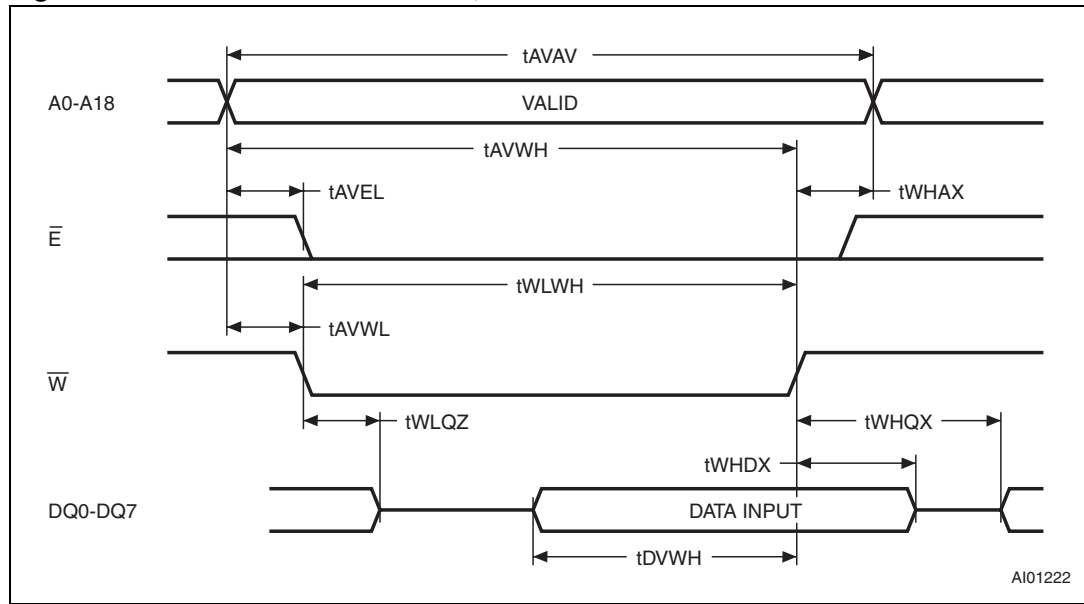 tAVAV
A0-A18
VALID
tAVWH
tAVEL
tWHAX
E̅
tWLWH
tAVWL
W̅
tWLQZ
tWHQX
tWHDX
DQ0-DQ7
DATA INPUT
tDVWH
AI01222